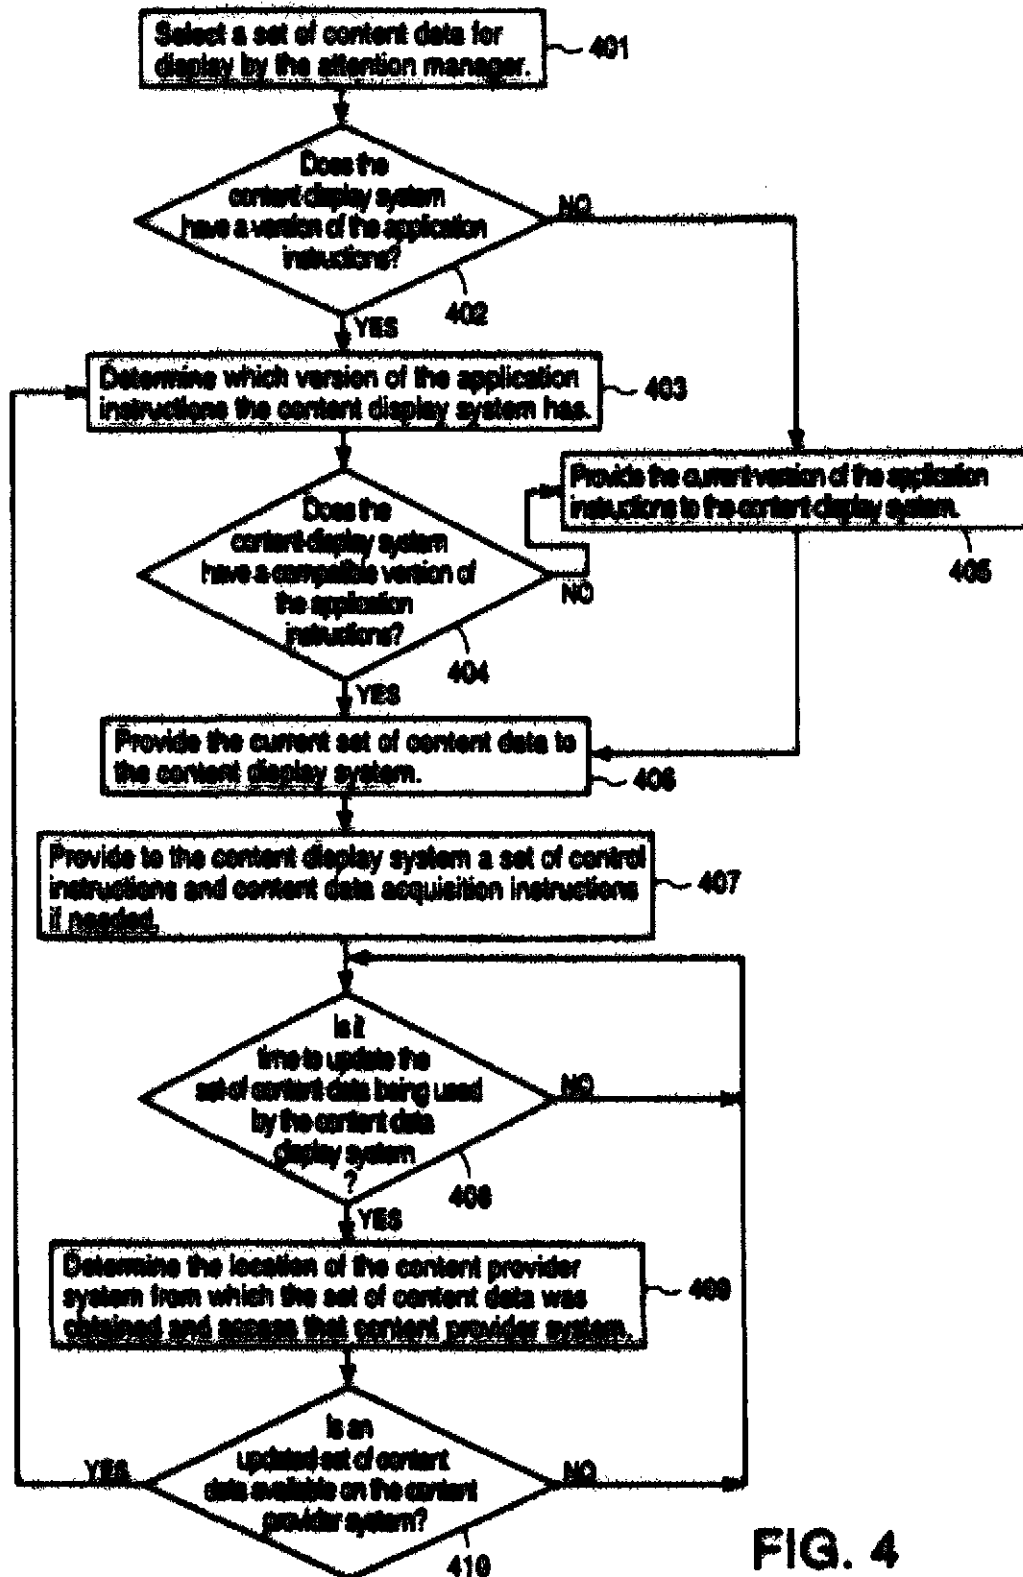 Select a set of content data for
display by the attention manager.
401
Does the
content display system
have a version of the application
instructions?
NO
402
YES
Determine which version of the application
instructions the content display system has.
403
Provide the current version of the application
instructions to the content display system.
405
Does the
content display system
have a compatible version of
the application
instructions?
NO
404
YES
Provide the current set of content data to
the content display system.
406
Provide to the content display system a set of control
instructions and content data acquisition instructions
if needed.
407
Is it
time to update the
set of content data being used
by the content data
display system
?
NO
408
YES
Determine the location of the content provider
system from which the set of content data was
obtained and access that content provider system.
409
Is an
updated set of content
data available on the content
provider system?
YES
NO
410
FIG. 4